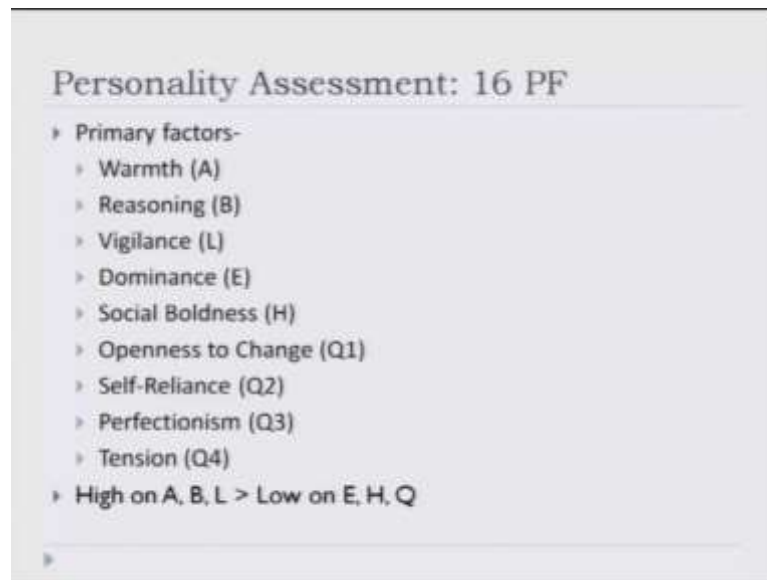 Personality Assessment: 16 PF
Primary factors-
Warmth (A)
Reasoning (B)
Vigilance (L)
Dominance (E)
Social Boldness (H)
Openness to Change (Q1)
Self-Reliance (Q2)
Perfectionism (Q3)
Tension (Q4)
High on A, B, L > Low on E, H, Q